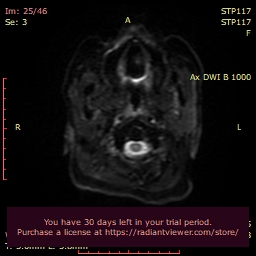 Im: 25/46
Se: 3
A
STP117
STP117
F
Ax DWI B 1000
R
L
You have 30 days left in your trial period.
Purchase a license at https://radiantviewer.com/store/